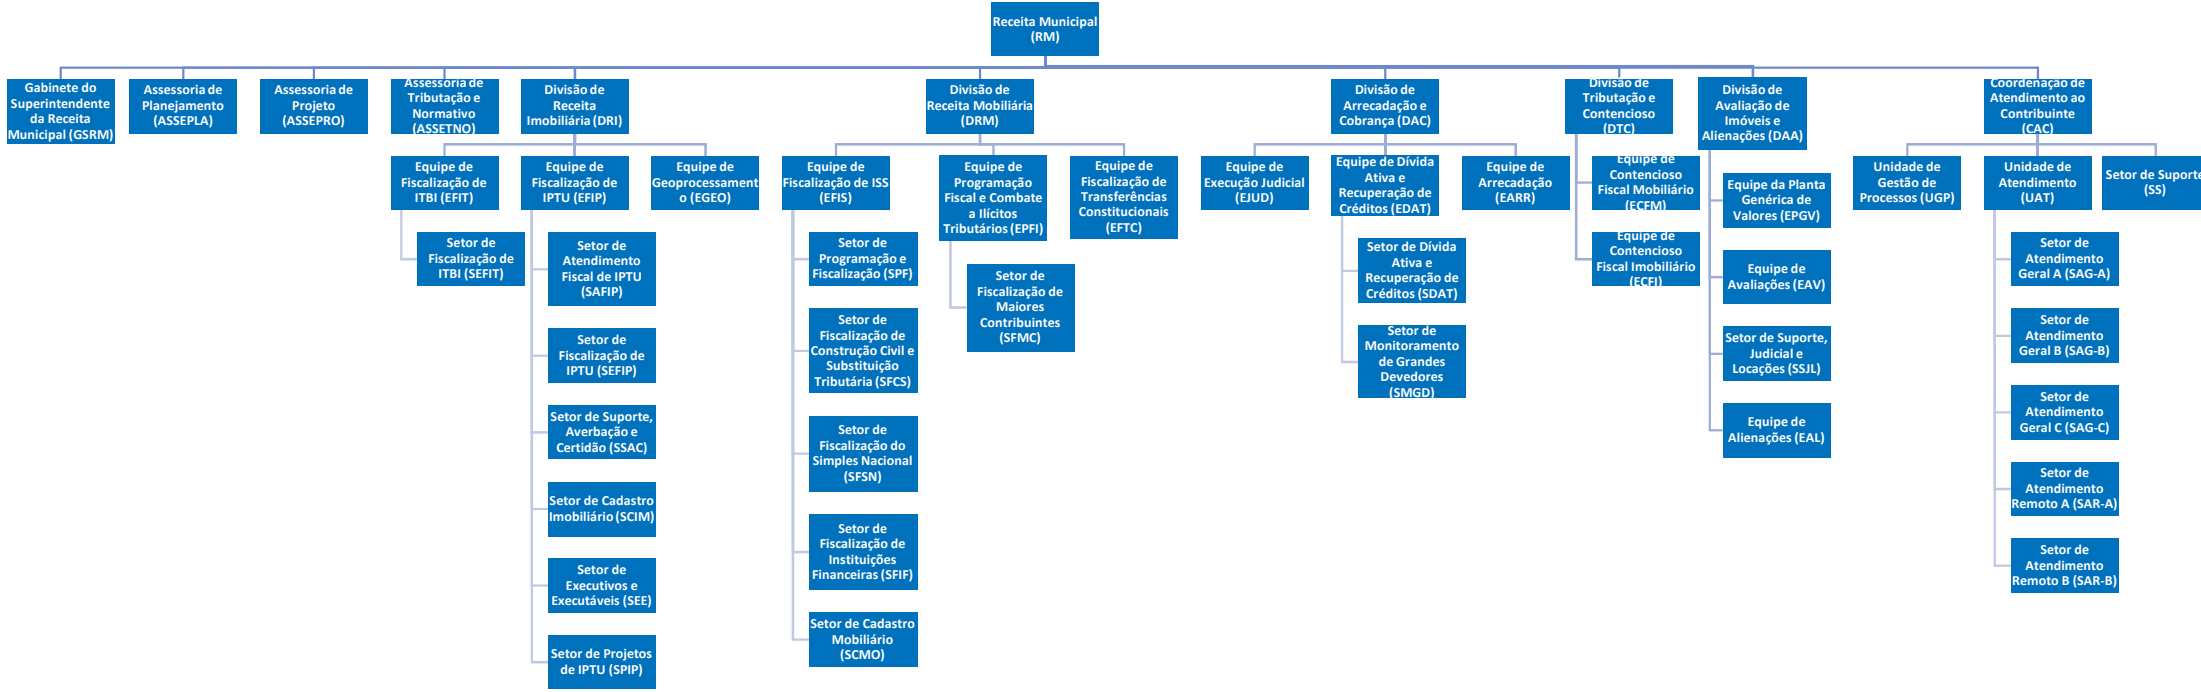 Receita Municipal
(RM)
Gabinete do
Superintendente
da Receita
Municipal (GSRM)
Assessoria de
Planejamento
(ASSEPLA)
Assessoria de
Projeto
(ASSEPRO)
Assessoria de
Tributação e
Normativo
(ASSETNO)
Divisão de
Receita
Imobiliária (DRI)
Divisão de
Receita Mobiliária
(DRM)
Divisão de
Arrecadação e
Cobrança (DAC)
Divisão de
Tributação e
Contencioso
(DTC)
Divisão de
Avaliação de
Imóveis e
Alienações (DAA)
Coordenação de
Atendimento ao
Contribuinte
(CAC)
Equipe de
Fiscalização de
ITBI (EFIT)
Equipe de
Fiscalização de
IPTU (EFIP)
Equipe de
Geoprocessament
o (EGEO)
Equipe de
Fiscalização de ISS
(EFIS)
Equipe de
Programação
Fiscal e Combate
a Ilícitos
Tributários (EPFI)
Equipe de
Fiscalização de
Transferências
Constitucionais
(EFTC)
Equipe de
Execução Judicial
(EJUD)
Equipe de Dívida
Ativa e
Recuperação de
Créditos (EDAT)
Equipe de
Arrecadação
(EARR)
Equipe de
Contencioso
Fiscal Mobiliário
(ECFM)
Equipe de
Contencioso
Fiscal Imobiliário
(ECFI)
Equipe da Planta
Genérica de
Valores (EPGV)
Equipe de
Avaliações (EAV)
Setor de Suporte,
Judicial e
Locações (SSJL)
Equipe de
Alienações (EAL)
Unidade de
Gestão de
Processos (UGP)
Unidade de
Atendimento
(UAT)
Setor de Suporte
(SS)
Setor de
Fiscalização de
ITBI (SEFIT)
Setor de
Atendimento
Fiscal de IPTU
(SAFIP)
Setor de
Fiscalização de
IPTU (SEFIP)
Setor de Suporte,
Averbação e
Certidão (SSAC)
Setor de Cadastro
Imobiliário (SCIM)
Setor de
Executivos e
Executáveis (SEE)
Setor de Projetos
de IPTU (SPIP)
Setor de
Programação e
Fiscalização (SPF)
Setor de
Fiscalização de
Construção Civil e
Substituição
Tributária (SFCS)
Setor de
Fiscalização do
Simples Nacional
(SFSN)
Setor de
Fiscalização de
Instituições
Financeiras (SFIF)
Setor de Cadastro
Mobiliário
(SCMO)
Setor de
Fiscalização de
Maiores
Contribuintes
(SFMC)
Setor de Dívida
Ativa e
Recuperação de
Créditos (SDAT)
Setor de
Monitoramento
de Grandes
Devedores
(SMGD)
Setor de
Atendimento
Geral A (SAG-A)
Setor de
Atendimento
Geral B (SAG-B)
Setor de
Atendimento
Geral C (SAG-C)
Setor de
Atendimento
Remoto A (SAR-A)
Setor de
Atendimento
Remoto B (SAR-B)